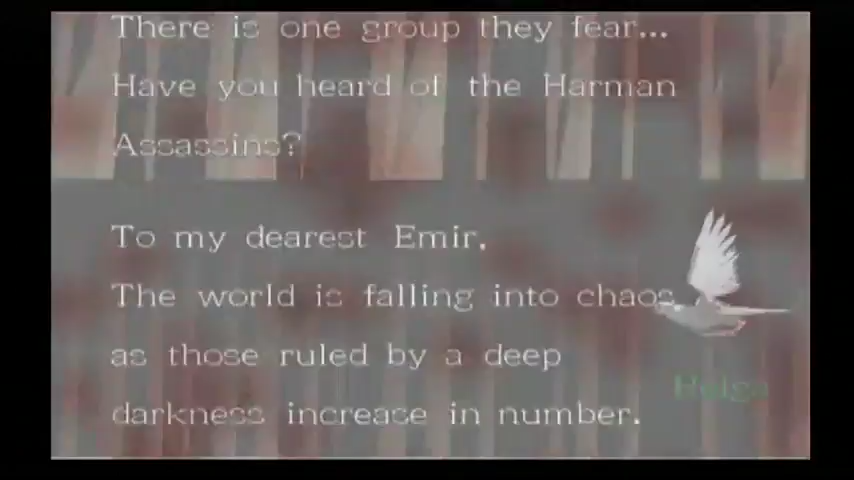 There is one group they fear...
Have you heard of the Harman
Assassins?
To my dearest Emir,
The world is falling into chaos
as those ruled by a deep
darkness increase in number.
Helga